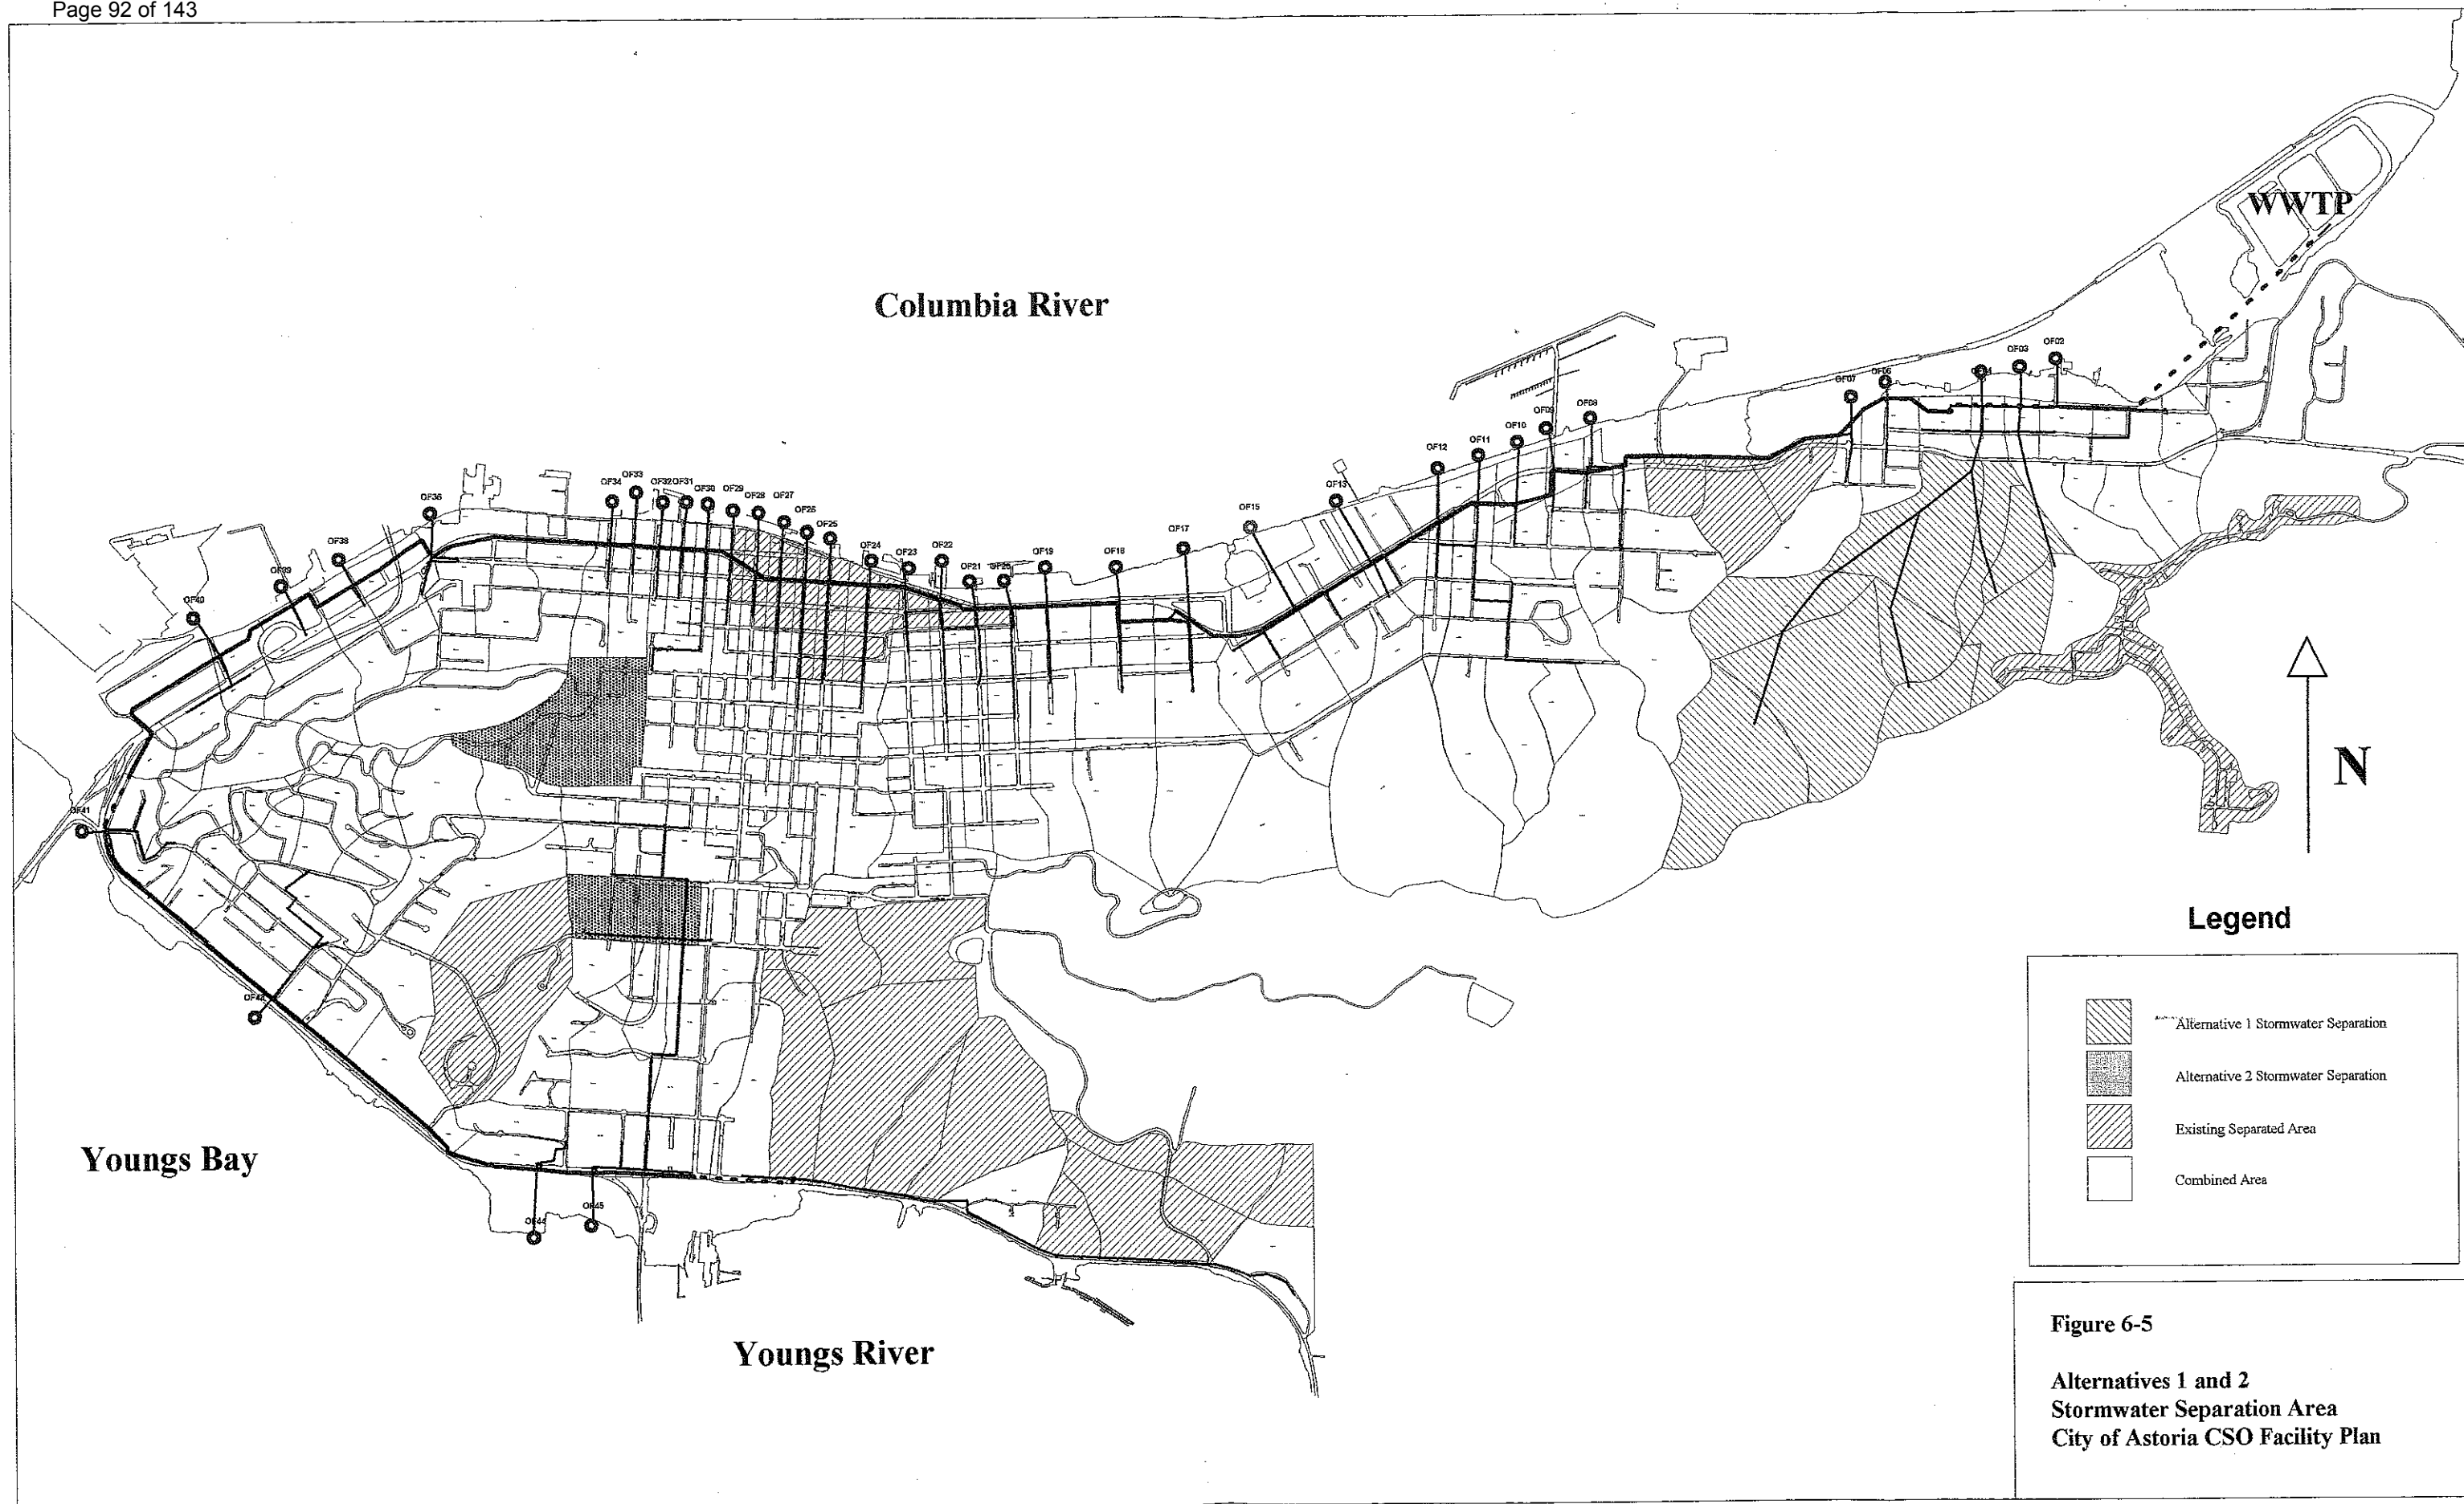 Page 92 of 143
WWTP
Columbia River
OF02
OF03
OF06
OF07
OF08
OF09
OF10
OF11
OF12
OF13
OF15
OF17
OF18
OF19
OF21
OF22
OF23
OF24
OF25
OF26
OF27
OF28
OF29
OF30
OF31
OF32
OF33
OF34
OF36
OF38
OF39
OF40
OF41
OF44
OF45
N
Legend
Alternative 1 Stormwater Separation
Alternative 2 Stormwater Separation
Existing Separated Area
Combined Area
Youngs Bay
Youngs River
Figure 6-5
Alternatives 1 and 2
Stormwater Separation Area
City of Astoria CSO Facility Plan